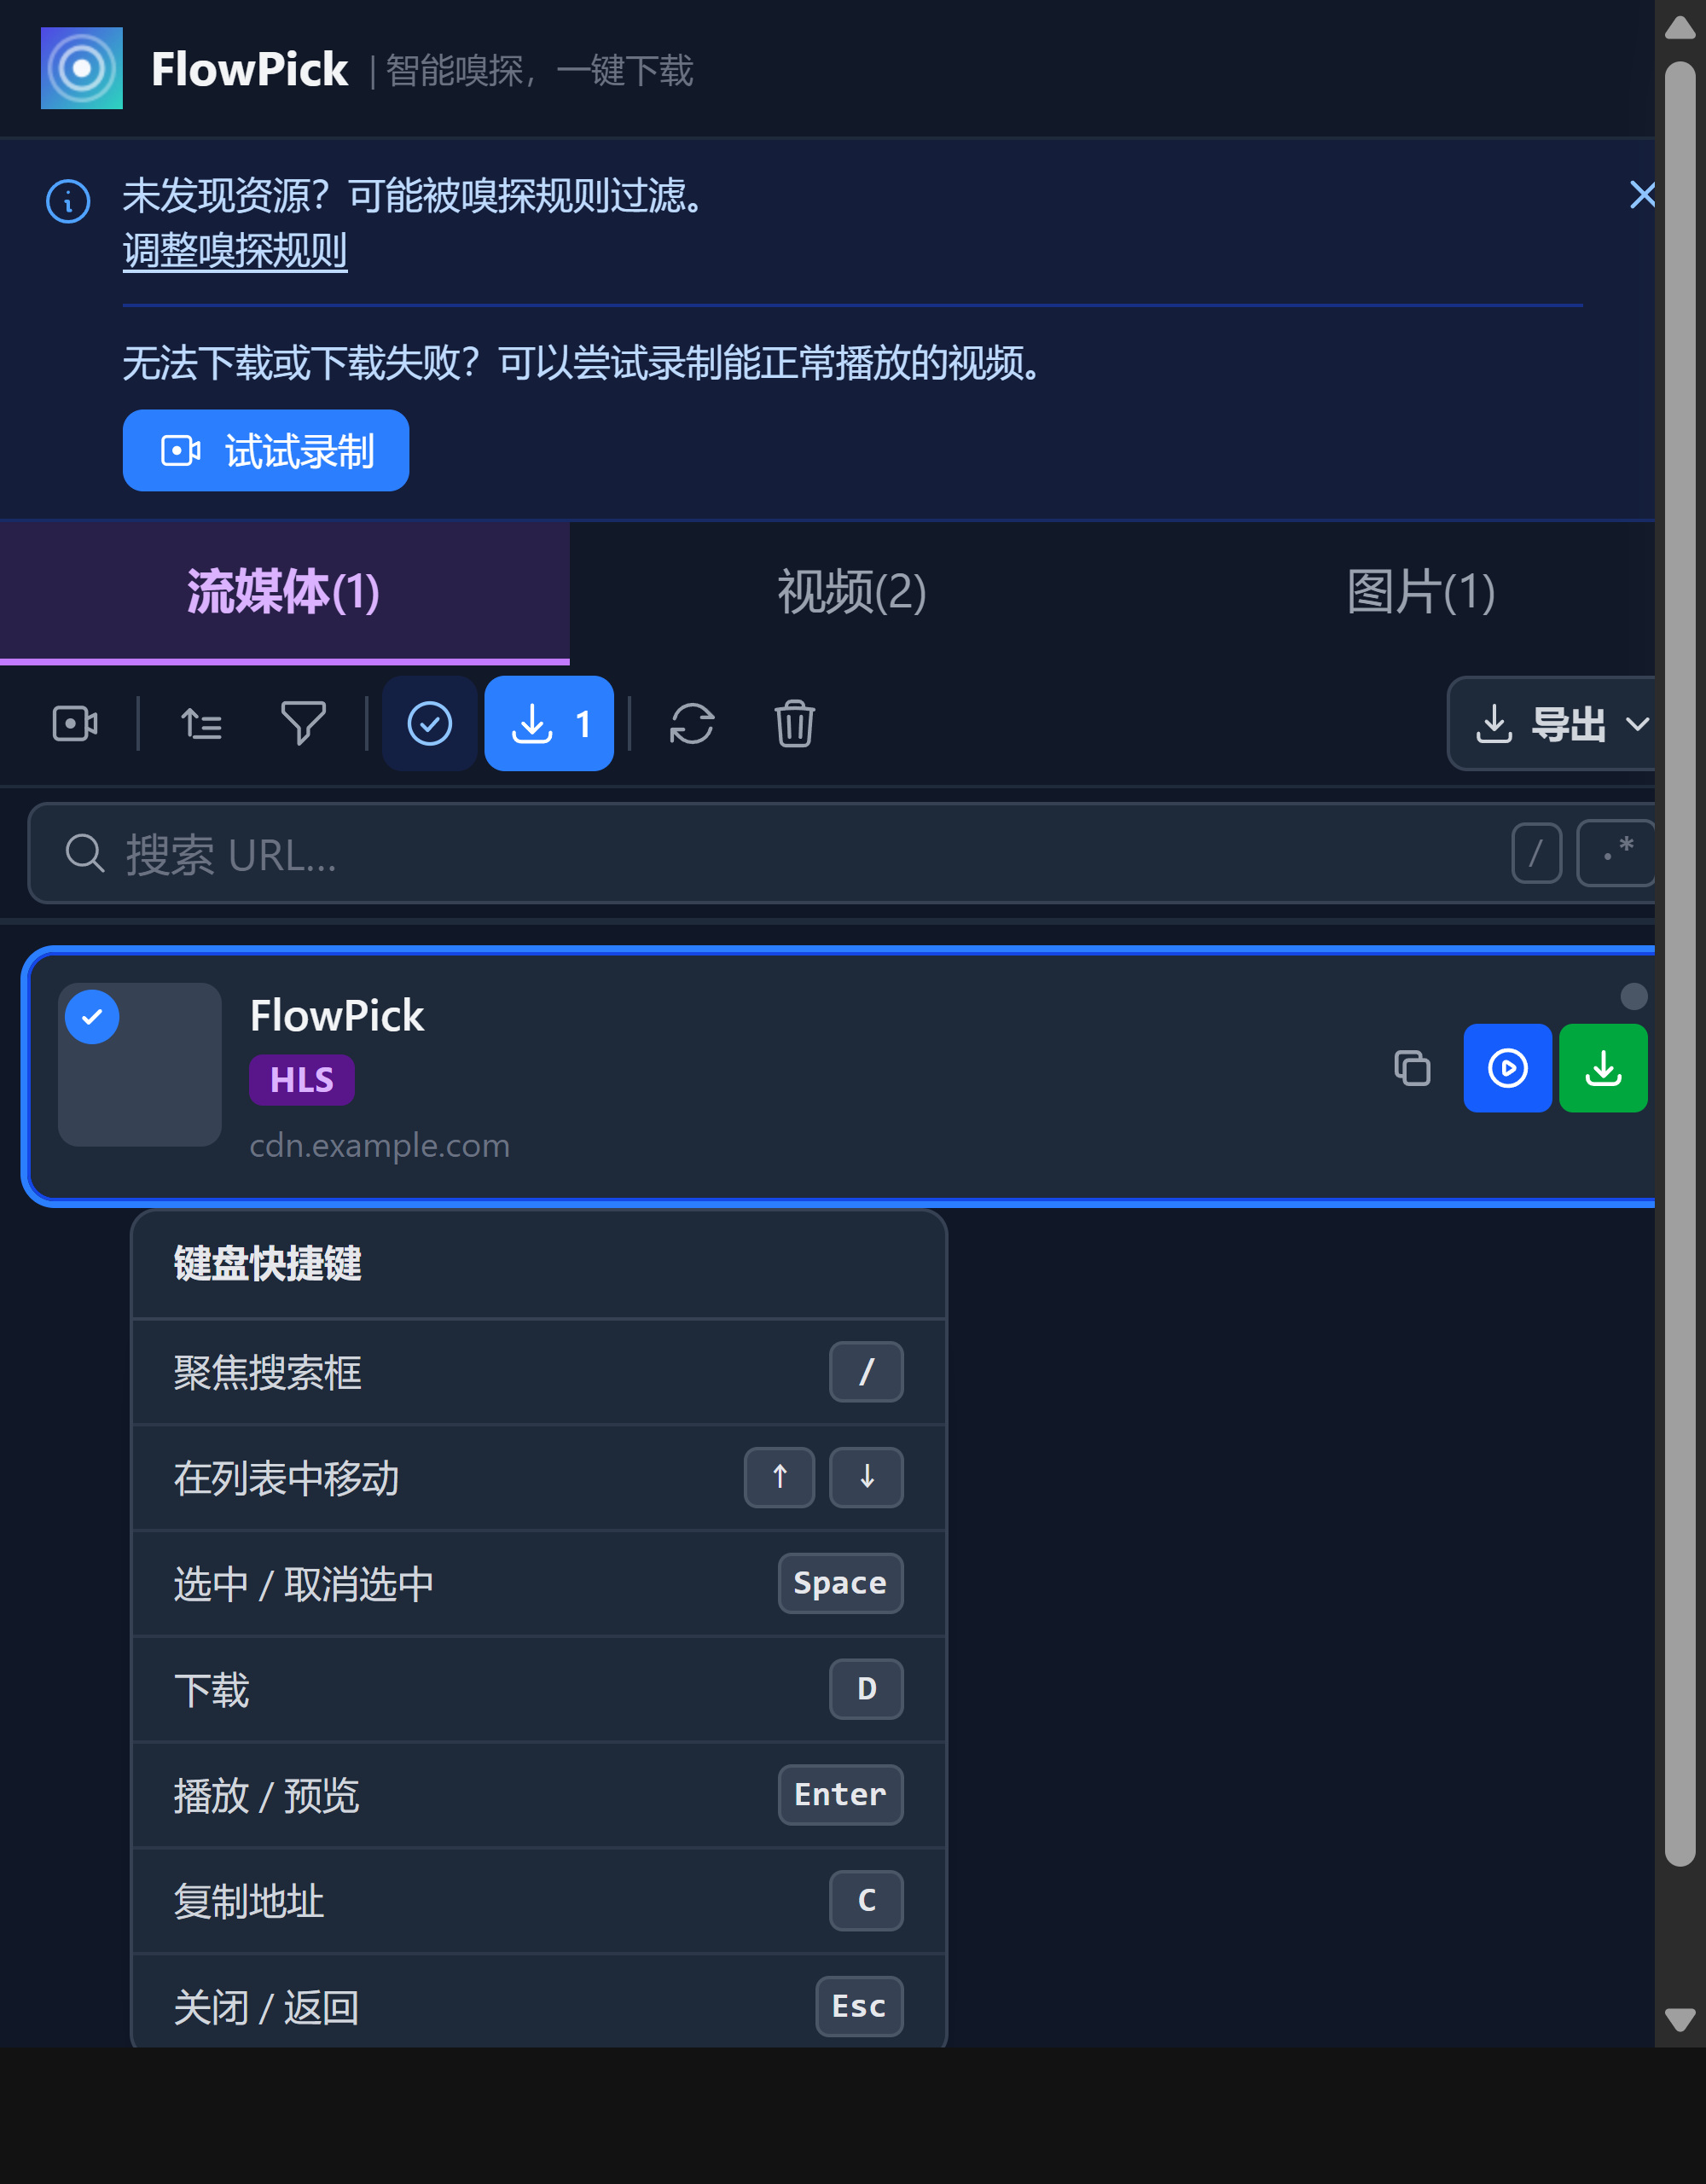 FlowPick | 智能嗅探，一键下载
未发现资源？可能被嗅探规则过滤。
调整嗅探规则
无法下载或下载失败？可以尝试录制能正常播放的视频。
试试录制
流媒体(1) 视频(2) 图片(1)
1 导出
搜索 URL... / .*
FlowPick
HLS
cdn.example.com
键盘快捷键
聚焦搜索框 /
在列表中移动 ↑ ↓
选中 / 取消选中 Space
下载 D
播放 / 预览 Enter
复制地址 C
关闭 / 返回 Esc